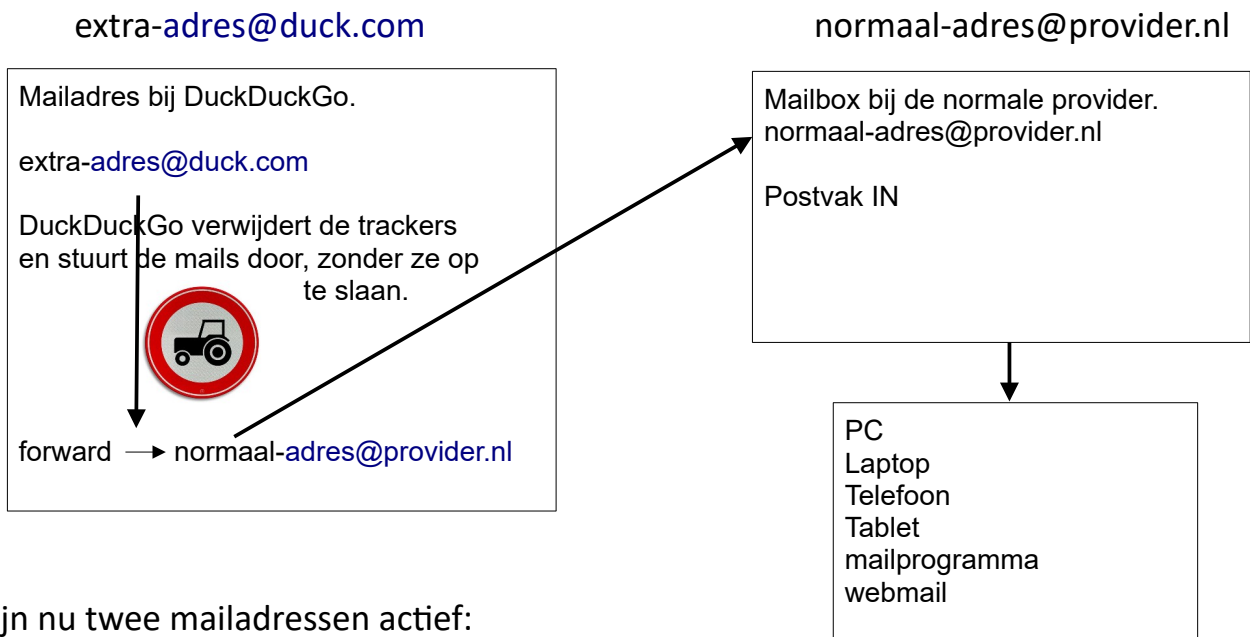 extra-adres@duck.com
normaal-adres@provider.nl
Mailadres bij DuckDuckGo.
extra-adres@duck.com
DuckDuckGo verwijdert de trackers
en stuurt de mails door, zonder ze op
te slaan.
forward → normaal-adres@provider.nl
Mailbox bij de normale provider.
normaal-adres@provider.nl
Postvak IN
PC
Laptop
Telefoon
Tablet
mailprogramma
webmail
nu twee mailadressen actief: